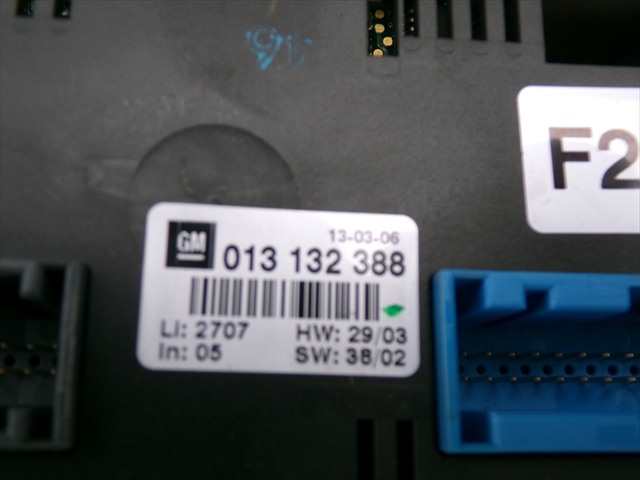 F2
13-03-06
GM 013 132 388
Li: 2707 HW: 29/03
In: 05 SW: 38/02